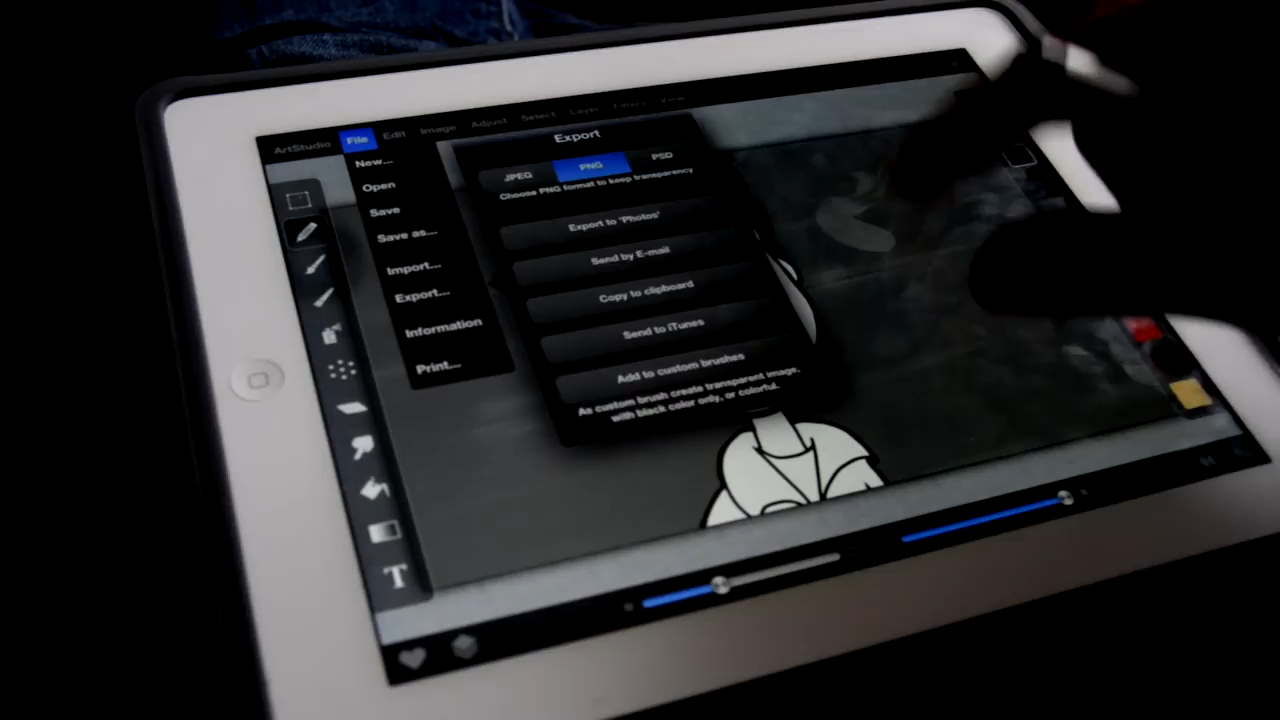 ArtStudio File Edit Image Adjust Select Layer Filters View
New...
Open
Save
Save as...
Import...
Export...
Information
Print...
Export
JPEG PNG PSD
Choose PNG format to keep transparency
Export to 'Photos'
Send by E-mail
Copy to clipboard
Send to iTunes
Add to custom brushes
As custom brush create transparent image,
with black color only, or colorful.
T